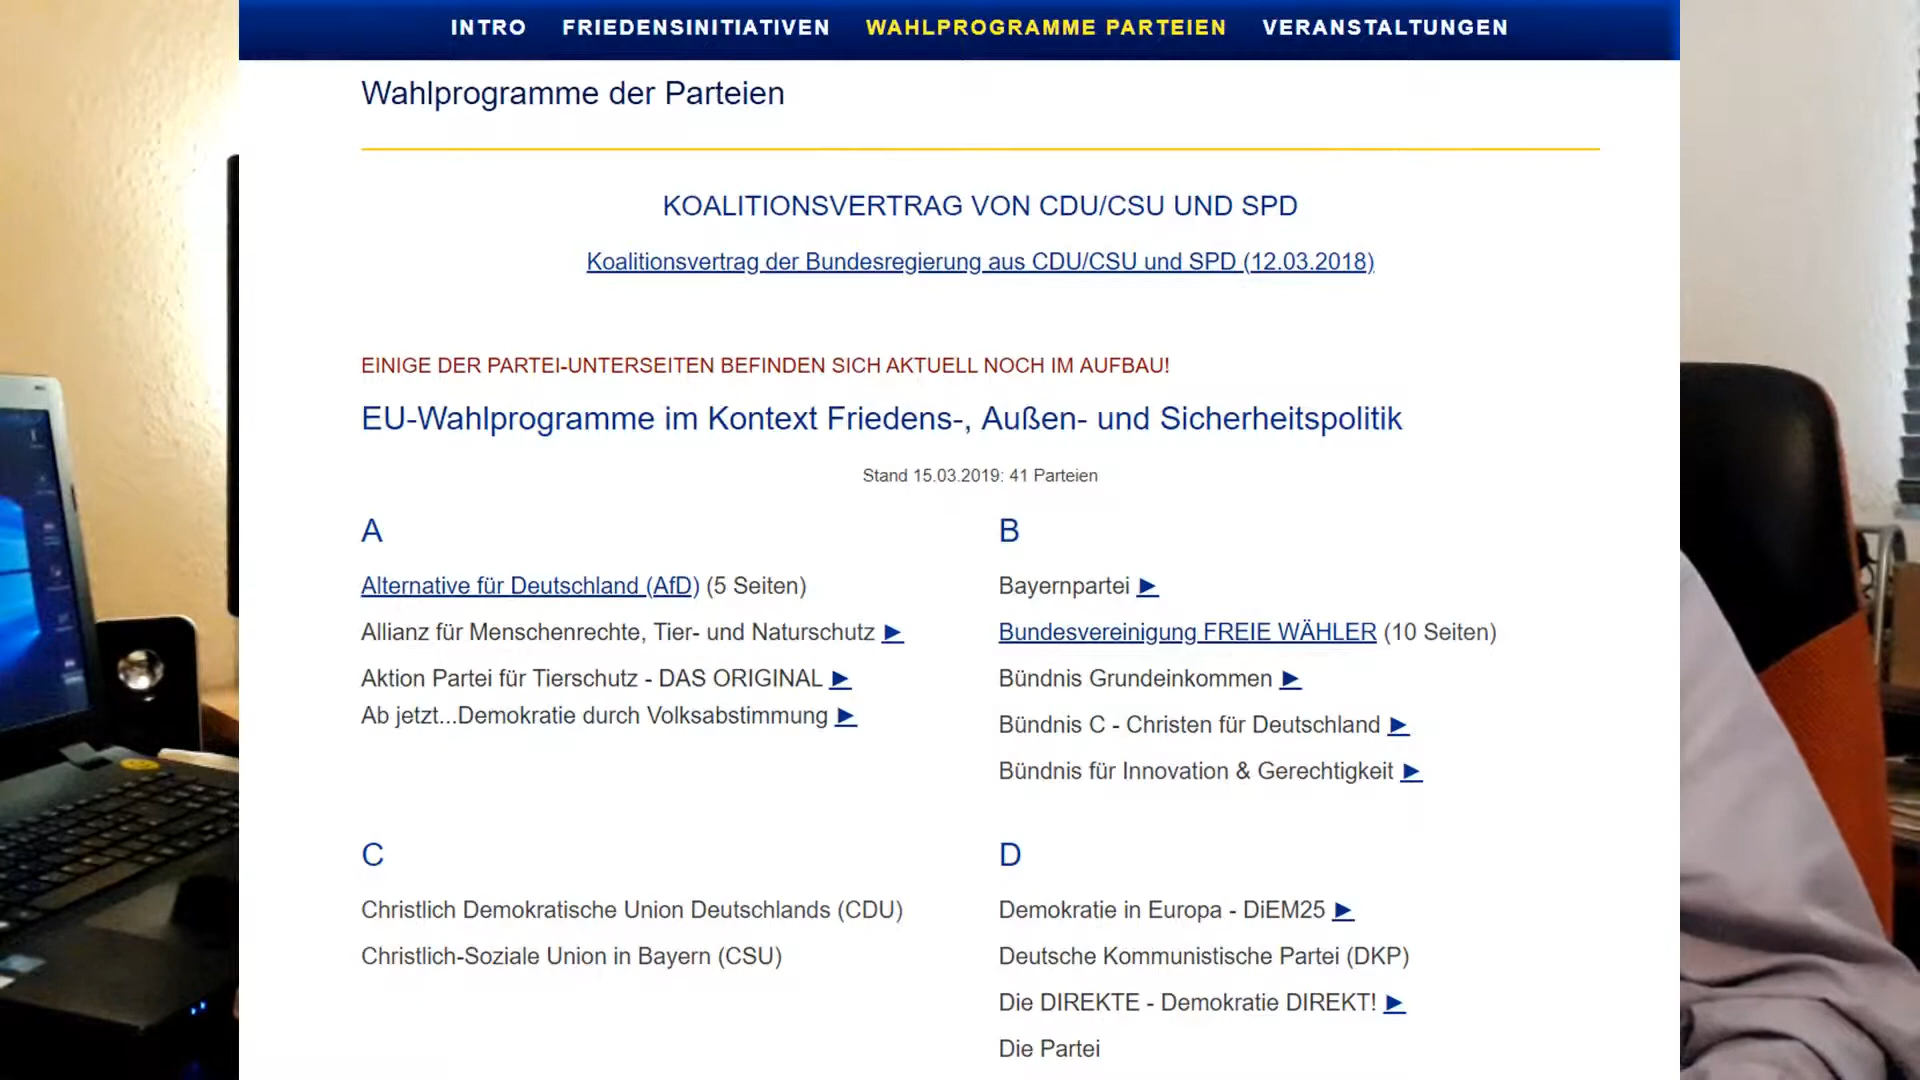 INTRO FRIEDENSINITIATIVEN WAHLPROGRAMME PARTEIEN VERANSTALTUNGEN
Wahlprogramme der Parteien
KOALITIONSVERTRAG VON CDU/CSU UND SPD
Koalitionsvertrag der Bundesregierung aus CDU/CSU und SPD (12.03.2018)
EINIGE DER PARTEI-UNTERSEITEN BEFINDEN SICH AKTUELL NOCH IM AUFBAU!
EU-Wahlprogramme im Kontext Friedens-, Außen- und Sicherheitspolitik
Stand 15.03.2019: 41 Parteien
A
Alternative für Deutschland (AfD) (5 Seiten)
Allianz für Menschenrechte, Tier- und Naturschutz ►
Aktion Partei für Tierschutz - DAS ORIGINAL ►
Ab jetzt...Demokratie durch Volksabstimmung ►
B
Bayernpartei ►
Bundesvereinigung FREIE WÄHLER (10 Seiten)
Bündnis Grundeinkommen ►
Bündnis C - Christen für Deutschland ►
Bündnis für Innovation & Gerechtigkeit ►
C
Christlich Demokratische Union Deutschlands (CDU)
Christlich-Soziale Union in Bayern (CSU)
D
Demokratie in Europa - DiEM25 ►
Deutsche Kommunistische Partei (DKP)
Die DIREKTE - Demokratie DIREKT! ►
Die Partei